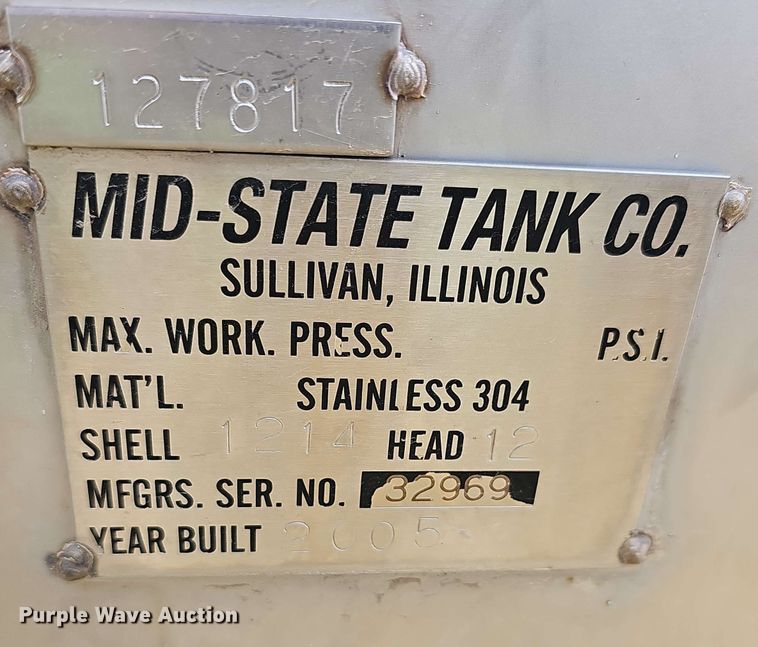 127817
MID-STATE TANK CO.
SULLIVAN, ILLINOIS
MAX. WORK. PRESS. P.S.I.
MAT'L. STAINLESS 304
SHELL 1214 HEAD 12
MFGRS. SER. NO. 32969
YEAR BUILT 2005
Purple Wave Auction